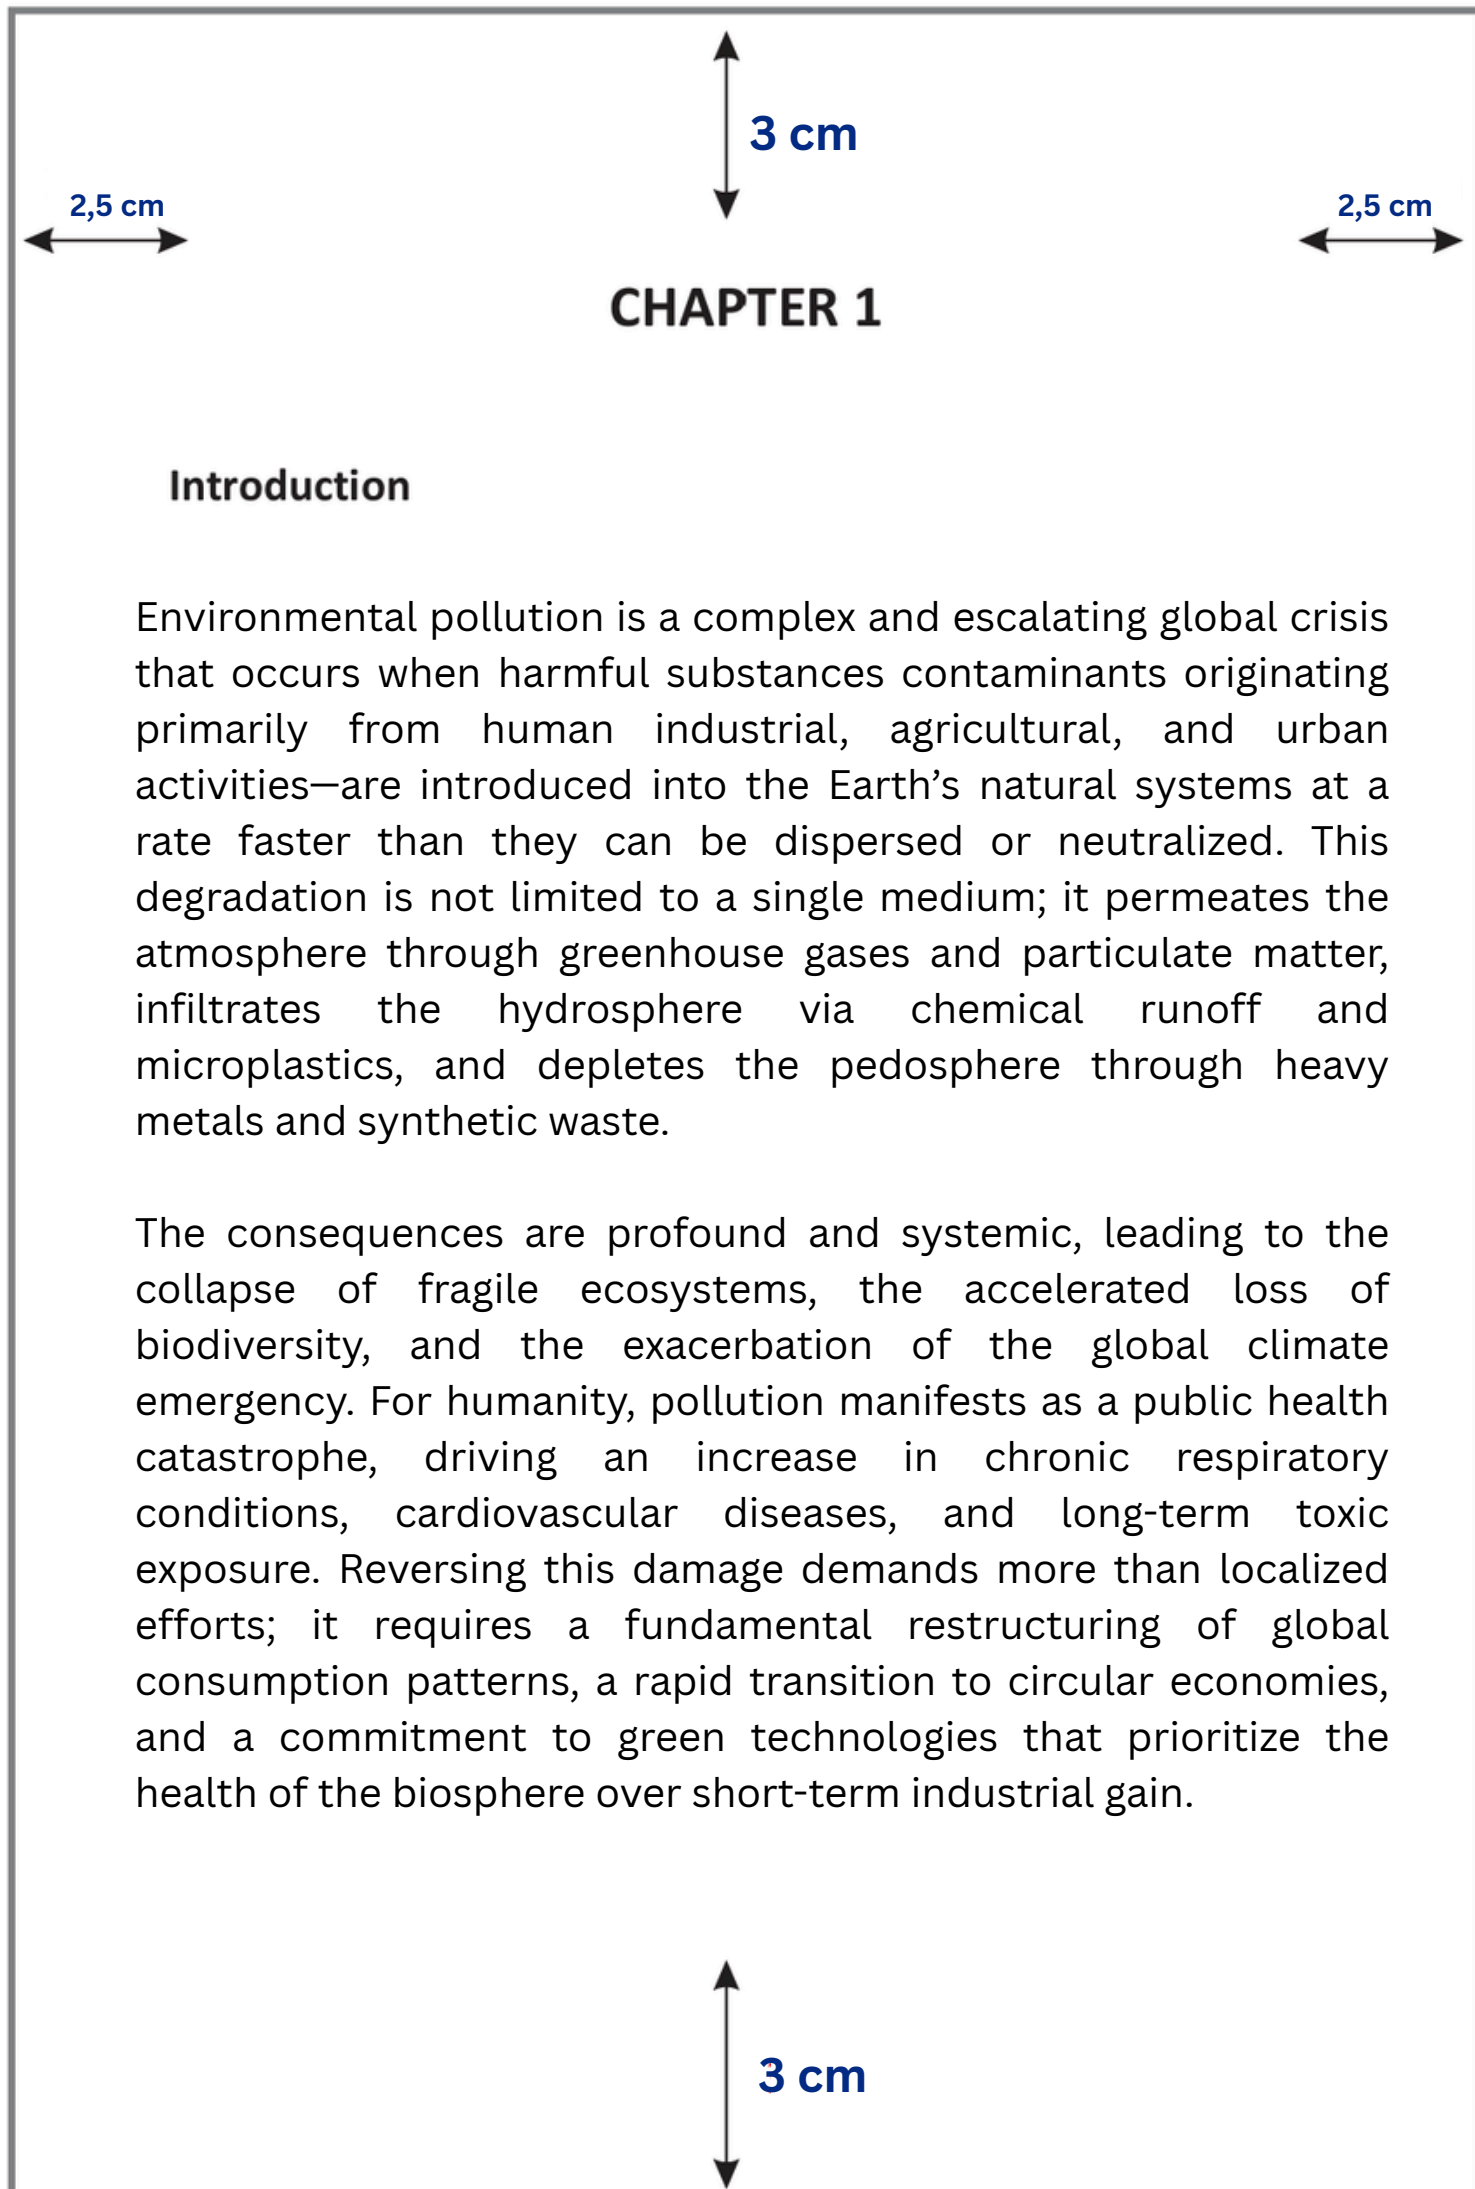 3 cm
2,5 cm
2,5 cm
CHAPTER 1
Introduction
Environmental pollution is a complex and escalating global crisis
that occurs when harmful substances contaminants originating
primarily from human industrial, agricultural, and urban
activities—are introduced into the Earth’s natural systems at a
rate faster than they can be dispersed or neutralized. This
degradation is not limited to a single medium; it permeates the
atmosphere through greenhouse gases and particulate matter,
infiltrates the hydrosphere via chemical runoff and
microplastics, and depletes the pedosphere through heavy
metals and synthetic waste.
The consequences are profound and systemic, leading to the
collapse of fragile ecosystems, the accelerated loss of
biodiversity, and the exacerbation of the global climate
emergency. For humanity, pollution manifests as a public health
catastrophe, driving an increase in chronic respiratory
conditions, cardiovascular diseases, and long-term toxic
exposure. Reversing this damage demands more than localized
efforts; it requires a fundamental restructuring of global
consumption patterns, a rapid transition to circular economies,
and a commitment to green technologies that prioritize the
health of the biosphere over short-term industrial gain.
3 cm